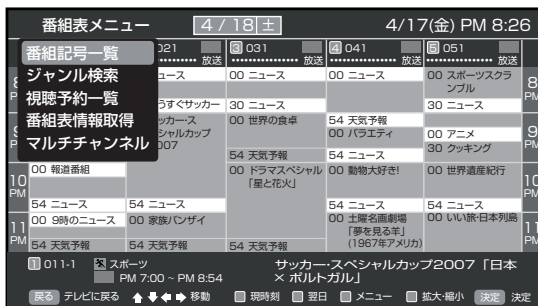 番組表メニュー 4/18土 4/17(金) PM 8:26
番組記号一覧
ジャンル検索
視聴予約一覧
番組表情報取得
マルチチャンネル
021 3 031 4 041 5 051
放送 放送 放送 放送
ュース 00 ニュース 00 ニュース 00 スポーツスクランブル
うすぐサッカー 30 ニュース 30 ニュース
ッカー・ス 00 世界の食卓 54 天気予報
シャルカップ 00 バラエティ 00 アニメ
007 30 クッキング
54 天気予報 54 ニュース
00 報道番組 00 ドラマスペシャル 00 動物大好き! 00 世界遺産紀行
「星と花火」
54 ニュース 54 ニュース 54 ニュース
00 9時のニュース 00 家族バンザイ 00 土曜名画劇場 00 いい旅・日本列島
「夢を見る羊」
54 天気予報 54 天気予報 54 天気予報 (1967年アメリカ)
8 PM 9 PM 10 PM 11 PM
1 011-1 スポーツ サッカー・スペシャルカップ2007「日本
PM 7:00 ~ PM 8:54 × ポルトガル」
戻る テレビに戻る 移動 現時刻 翌日 メニュー 拡大・縮小 決定 決定